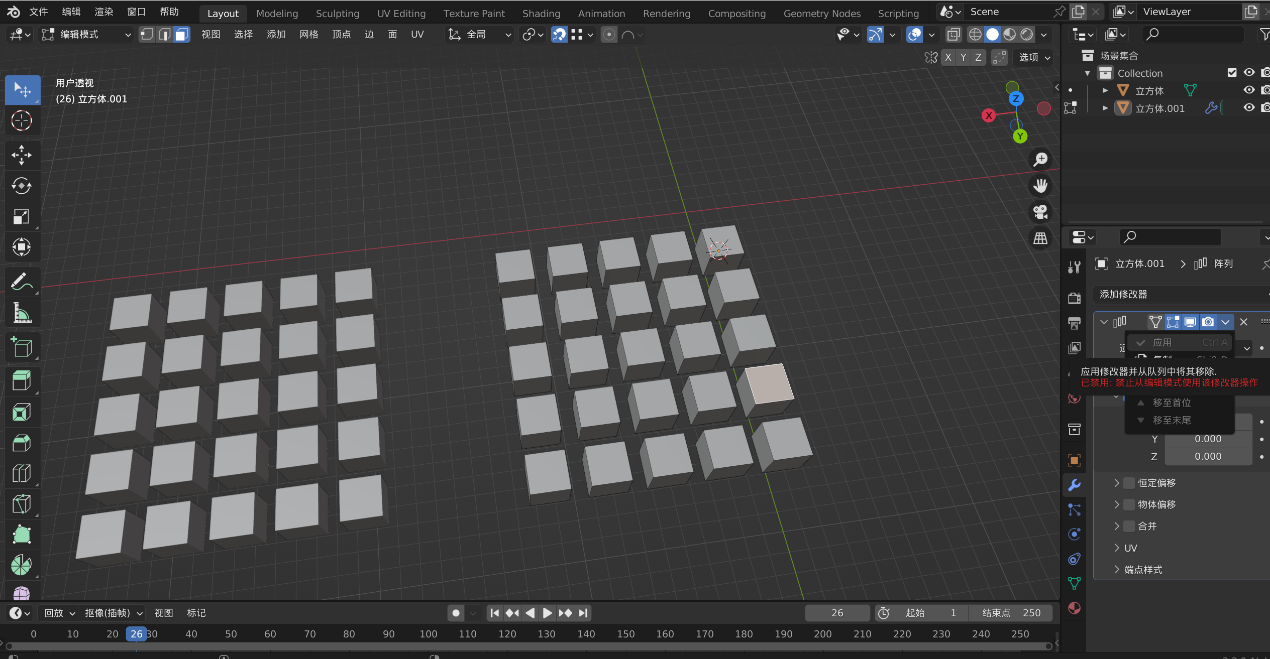 文件 编辑 渲染 窗口 帮助 Layout Modeling Sculpting UV Editing Texture Paint Shading Animation Rendering Compositing Geometry Nodes Scripting Scene ViewLayer
编辑模式 视图 选择 添加 网格 顶点 边 面 UV 全局
X Y Z 选项
用户透视
(26) 立方体.001
Z
X
Y
场景集合
Collection
立方体
立方体.001
立方体.001 > 阵列
添加修改器
应用 Ctrl A
应用修改器并从队列中将其移除.
已禁用: 禁止从编辑模式使用该修改器操作
移至首位
移至末尾
Y 0.000
Z 0.000
恒定偏移
物体偏移
合并
UV
端点样式
回放 抠像(插帧) 视图 标记 26 起始 1 结束点 250
0 10 20 26 30 40 50 60 70 80 90 100 110 120 130 140 150 160 170 180 190 200 210 220 230 240 250